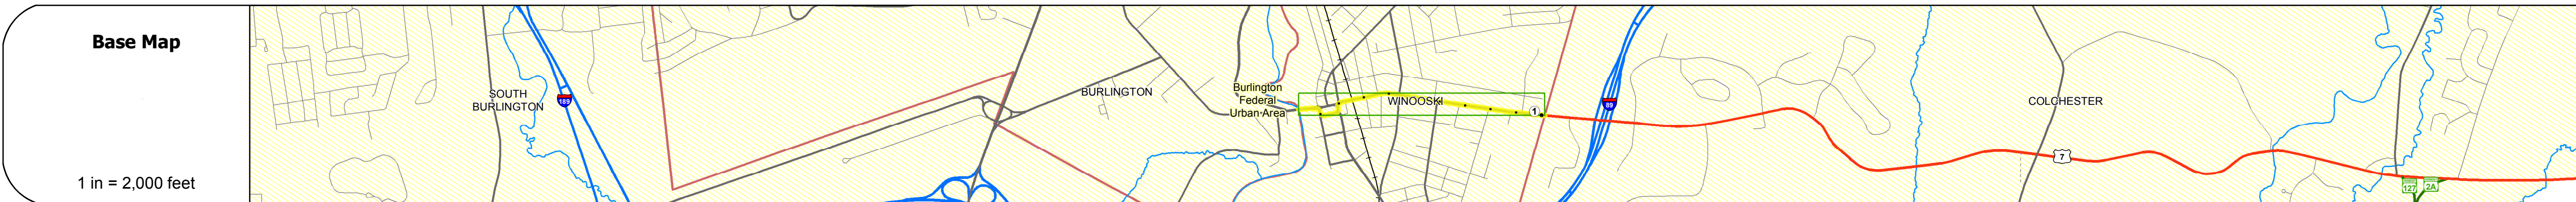 Base Map
1 in = 2,000 feet
SOUTH
BURLINGTON
189
BURLINGTON
Burlington
Federal
Urban Area
WINOOSKI
1
89
COLCHESTER
7
127
2A